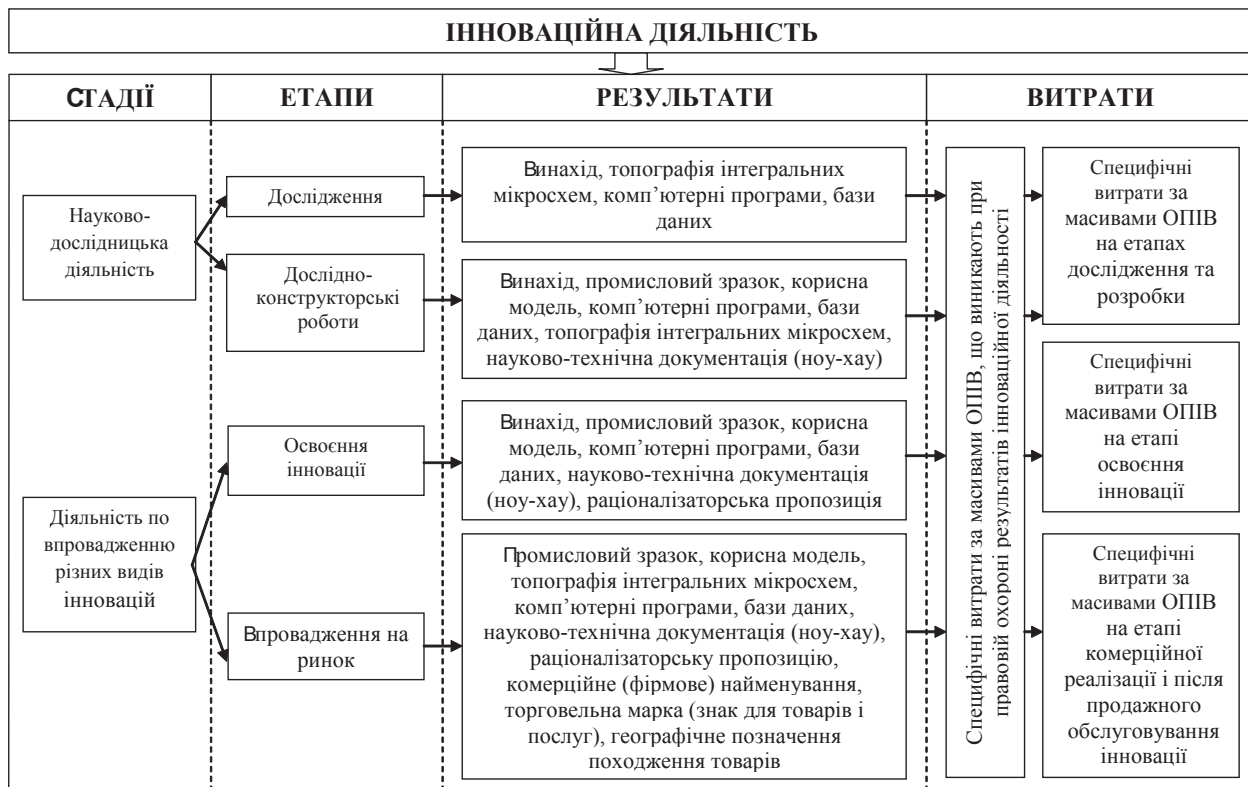 ІННОВАЦІЙНА ДІЯЛЬНІСТЬ
СТАДІЇ
ЕТАПИ
РЕЗУЛЬТАТИ
ВИТРАТИ
Науково-
дослідницька
діяльність
Дослідження
Винахід, топографія інтегральних
мікросхем, комп’ютерні програми, бази
даних
Дослідно-
конструкторські
роботи
Винахід, промисловий зразок, корисна
модель, комп’ютерні програми, бази
даних, топографія інтегральних мікросхем,
науково-технічна документація (ноу-хау)
Діяльність по
впровадженню
різних видів
інновацій
Освоєння
інновації
Винахід, промисловий зразок, корисна
модель, комп’ютерні програми, бази
даних, науково-технічна документація
(ноу-хау), раціоналізаторська пропозиція
Впровадження на
ринок
Промисловий зразок, корисна модель,
топографія інтегральних мікросхем,
комп’ютерні програми, бази даних,
науково-технічна документація (ноу-хау),
раціоналізаторську пропозицію,
комерційне (фірмове) найменування,
торговельна марка (знак для товарів і
послуг), географічне позначення
походження товарів
Специфічні витрати за масивами ОПІВ, що виникають при
правовій охороні результатів інноваційної діяльності
Специфічні
витрати за
масивами ОПІВ
на етапах
дослідження та
розробки
Специфічні
витрати за
масивами ОПІВ
на етапі
освоєння
інновації
Специфічні
витрати за
масивами ОПІВ
на етапі
комерційної
реалізації і після
продажного
обслуговування
інновації